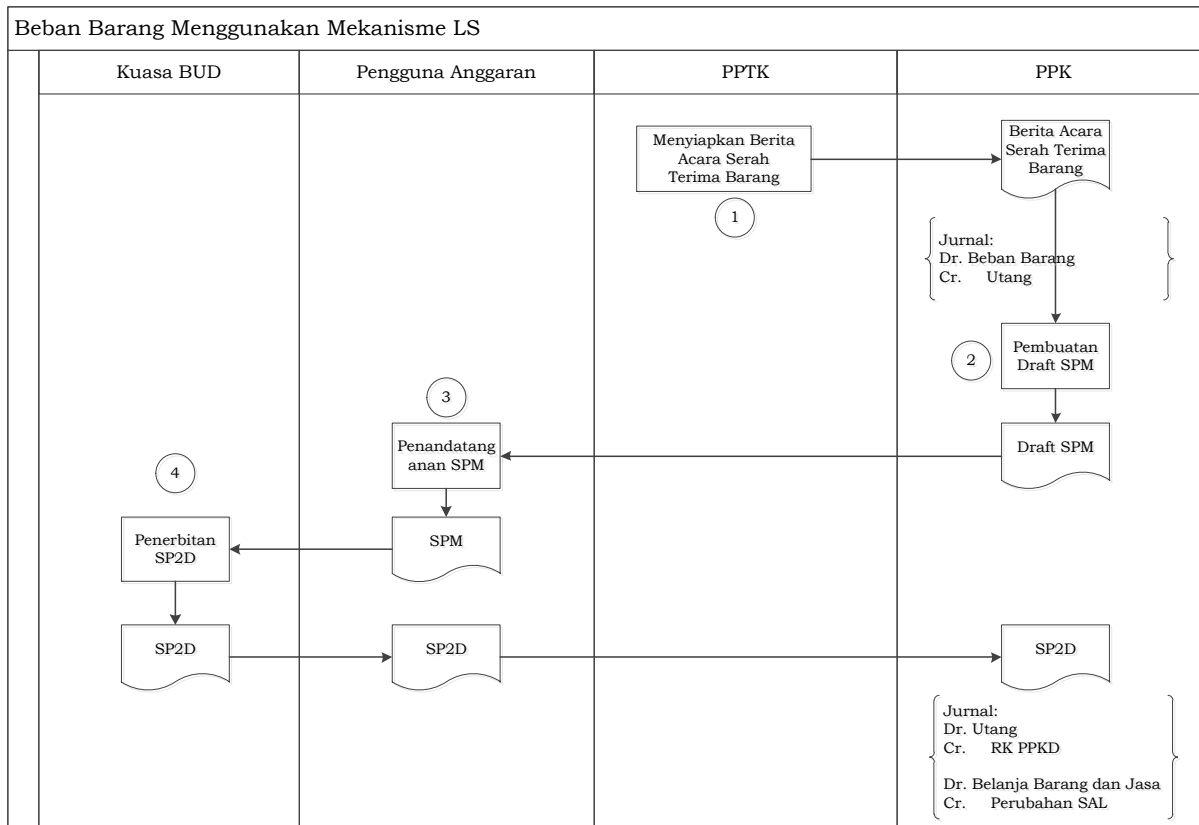 Beban Barang Menggunakan Mekanisme LS
Kuasa BUD
Pengguna Anggaran
PPTK
PPK
Menyiapkan Berita
Acara Serah
Terima Barang
1
Berita Acara
Serah Terima
Barang
Jurnal:
Dr. Beban Barang
Cr. Utang
2
Pembuatan
Draft SPM
Draft SPM
3
Penandatang
anan SPM
SPM
4
Penerbitan
SP2D
SP2D
SP2D
SP2D
Jurnal:
Dr. Utang
Cr. RK PPKD
Dr. Belanja Barang dan Jasa
Cr. Perubahan SAL